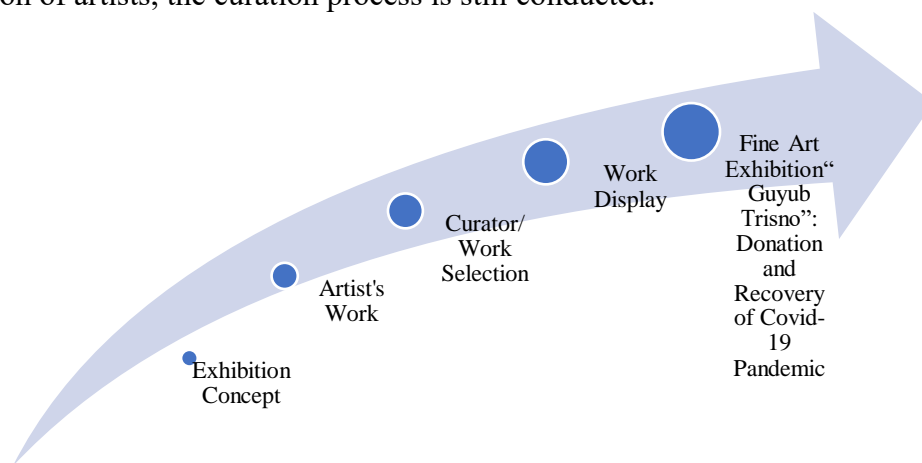 on of artists, the curation process is still conducted.
Exhibition
Concept
Artist's
Work
Curator/
Work
Selection
Work
Display
Fine Art
Exhibition“
Guyub
Trisno”:
Donation
and
Recovery
of Covid-
19
Pandemic